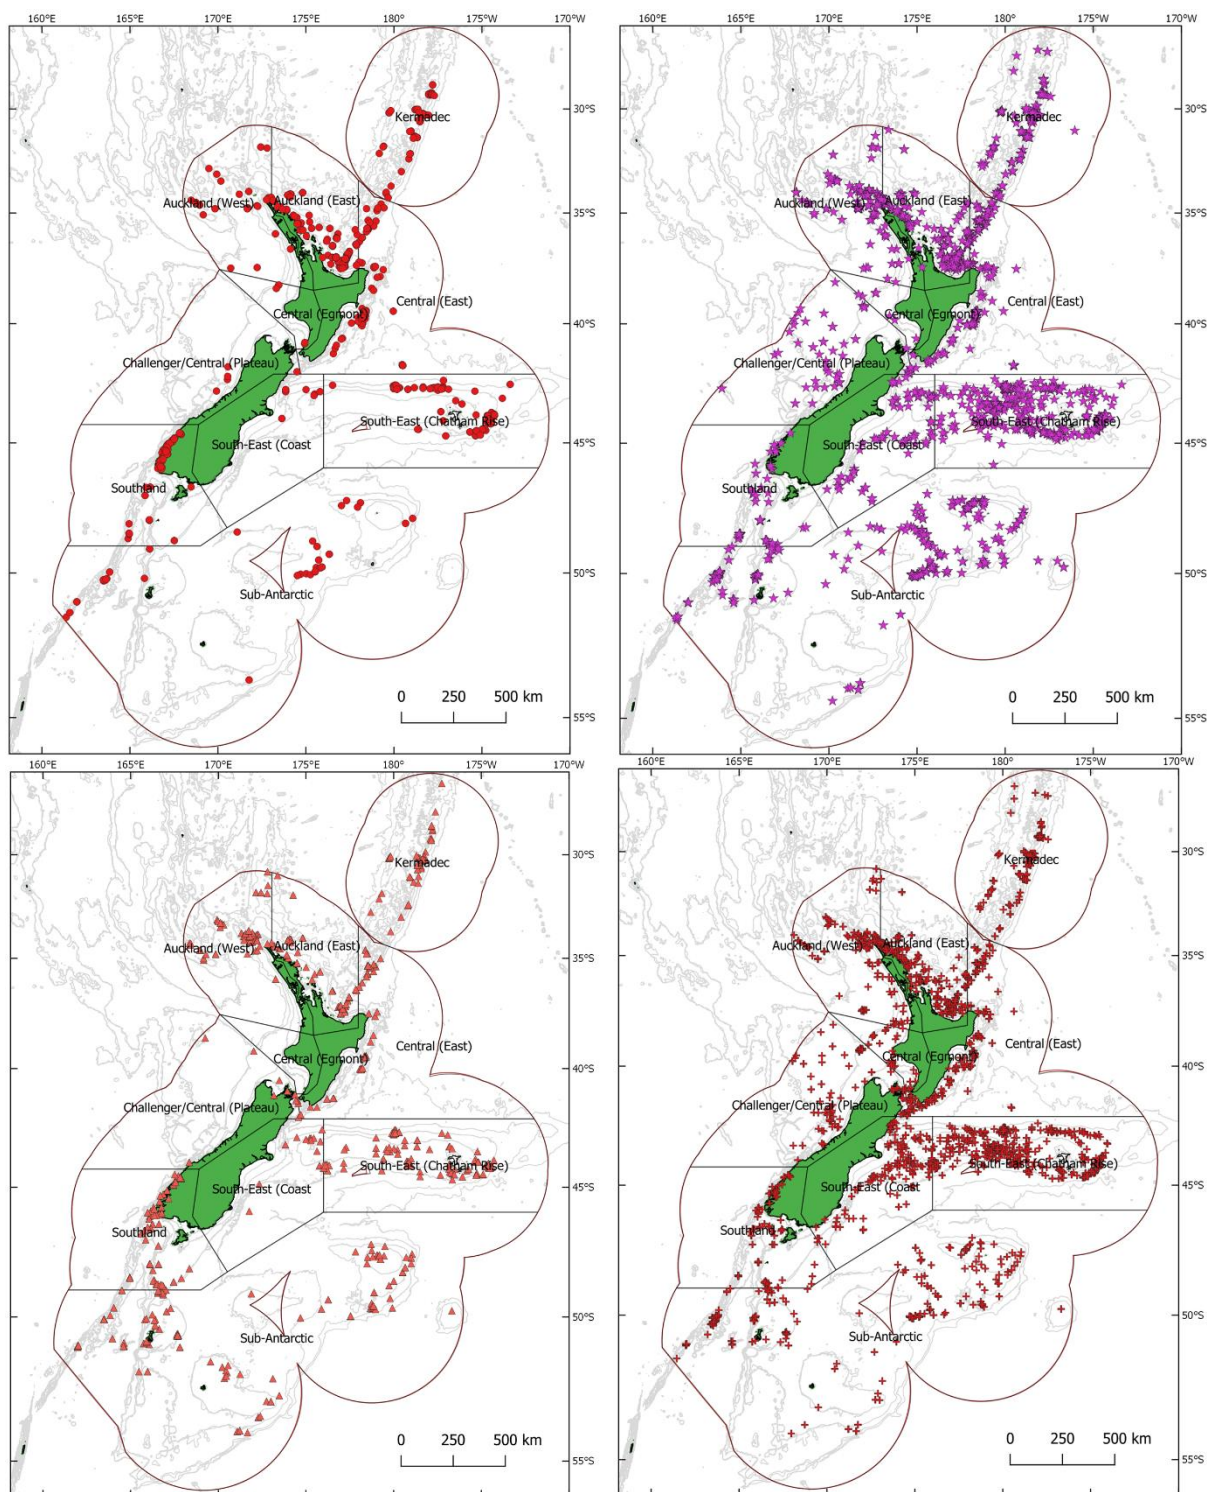 160°E 165°E 170°E 175°E 180° 175°W 170°W
160°E 165°E 170°E 175°E 180° 175°W 170°W
Kermadec
Kermadec
30°S
30°S
Auckland (West)
Auckland (East)
Auckland (West)
Auckland (East)
35°S
35°S
Central (East)
Central (East)
Central (Egmont)
Central (Egmont)
40°S
40°S
Challenger/Central (Plateau)
Challenger/Central (Plateau)
South-East (Chatham Rise)
South-East (Chatham Rise)
South-East (Coast
South-East (Coast
45°S
45°S
Southland
Southland
50°S
50°S
Sub-Antarctic
Sub-Antarctic
0 250 500 km
0 250 500 km
55°S
55°S
160°E 165°E 170°E 175°E 180° 175°W 170°W
160°E 165°E 170°E 175°E 180° 175°W 170°W
Kermadec
Kermadec
30°S
30°S
Auckland (West)
Auckland (East)
Auckland (West)
Auckland (East)
35°S
35°S
Central (East)
Central (East)
Central (Egmont)
Central (Egmont)
40°S
40°S
Challenger/Central (Plateau)
Challenger/Central (Plateau)
South-East (Chatham Rise)
South-East (Chatham Rise)
South-East (Coast
South-East (Coast
45°S
45°S
Southland
Southland
50°S
50°S
Sub-Antarctic
Sub-Antarctic
0 250 500 km
0 250 500 km
55°S
55°S